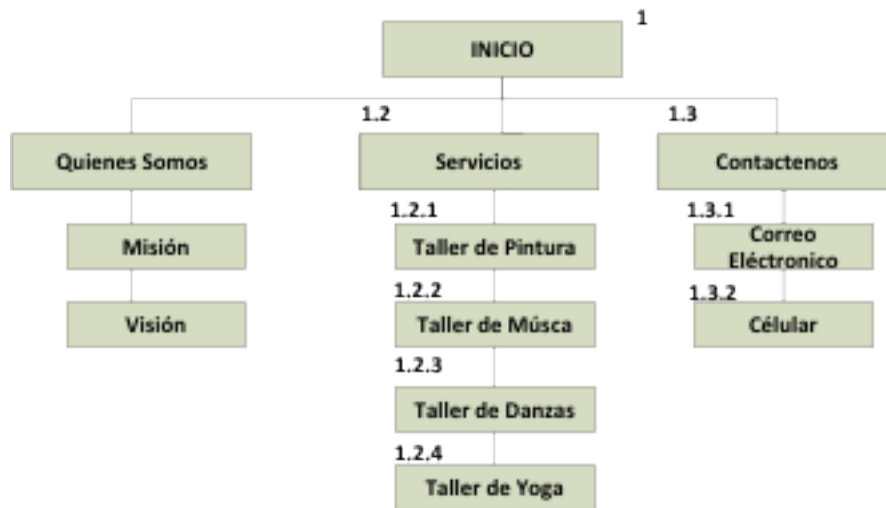 1
INICIO
1.2
1.3
Quienes Somos
Servicios
Contactenos
1.2.1
1.3.1
Misión
Taller de Pintura
Correo
Eléctronico
1.2.2
1.3.2
Visión
Taller de Músca
Célular
1.2.3
Taller de Danzas
1.2.4
Taller de Yoga